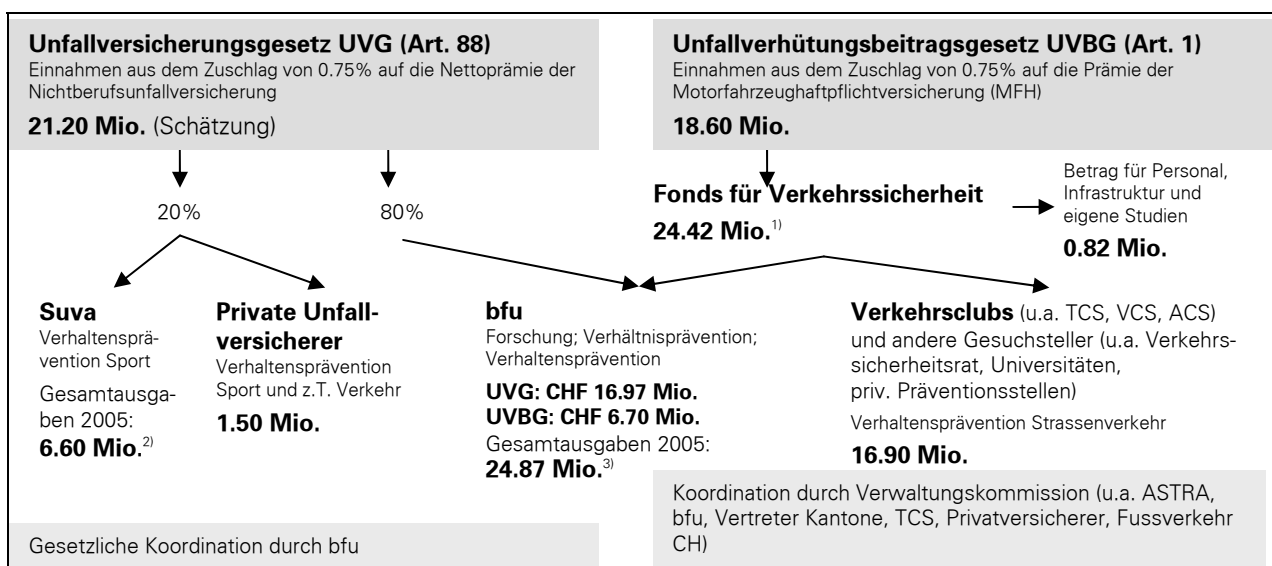 Unfallversicherungsgesetz UVG (Art. 88)
Einnahmen aus dem Zuschlag von 0.75% auf die Nettoprämie der
Nichtberufsunfallversicherung
21.20 Mio. (Schätzung)
Unfallverhütungsbeitragsgesetz UVBG (Art. 1)
Einnahmen aus dem Zuschlag von 0.75% auf die Prämie der
Motorfahrzeughaftpflichtversicherung (MFH)
18.60 Mio.
20%
80%
Fonds für Verkehrssicherheit
24.42 Mio.1)
Betrag für Personal,
Infrastruktur und
eigene Studien
0.82 Mio.
Suva
Verhaltensprä-
vention Sport
Gesamtausga-
ben 2005:
6.60 Mio.2)
Private Unfall-
versicherer
Verhaltensprävention
Sport und z.T. Verkehr
1.50 Mio.
bfu
Forschung; Verhältnisprävention;
Verhaltensprävention
UVG: CHF 16.97 Mio.
UVBG: CHF 6.70 Mio.
Gesamtausgaben 2005:
24.87 Mio.3)
Verkehrsclubs (u.a. TCS, VCS, ACS)
und andere Gesuchsteller (u.a. Verkehrs-
sicherheitsrat, Universitäten,
priv. Präventionsstellen)
Verhaltensprävention Strassenverkehr
16.90 Mio.
Gesetzliche Koordination durch bfu
Koordination durch Verwaltungskommission (u.a. ASTRA,
bfu, Vertreter Kantone, TCS, Privatversicherer, Fussverkehr
CH)